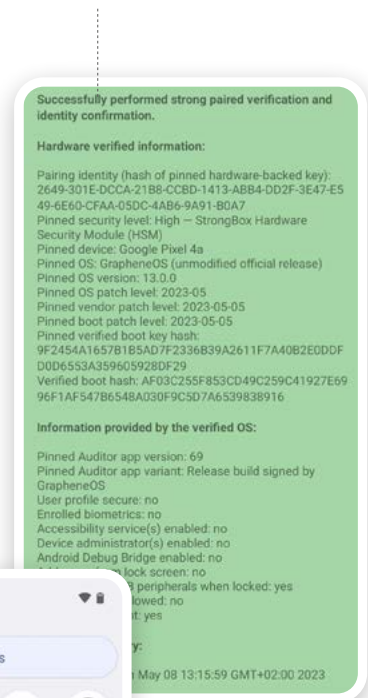 Successfully performed strong paired verification and
identity confirmation.
Hardware verified information:
Pairing identity (hash of pinned hardware-backed key):
2649-301E-DCCA-21B8-CCBD-1413-ABB4-DD2F-3E47-E5
49-6E60-CFAA-05DC-4AB6-9A91-B0A7
Pinned security level: High — StrongBox Hardware
Security Module (HSM)
Pinned device: Google Pixel 4a
Pinned OS: GrapheneOS (unmodified official release)
Pinned OS version: 13.0.0
Pinned OS patch level: 2023-05
Pinned vendor patch level: 2023-05-05
Pinned boot patch level: 2023-05-05
Pinned verified boot key hash:
9F2454A1657B1B5AD7F2336B39A2611F7A40B2E0DDF
D0D6553A359605928DF29
Verified boot hash: AF03C255F853CD49C259C41927E69
96F1AF547B6548A030F9C5D7A6539838916
Information provided by the verified OS:
Pinned Auditor app version: 69
Pinned Auditor app variant: Release build signed by
GrapheneOS
User profile secure: no
Enrolled biometrics: no
Accessibility service(s) enabled: no
Device administrator(s) enabled: no
Android Debug Bridge enabled: no
lock screen: no
peripherals when locked: yes
lowed: no
t: yes
y:
May 08 13:15:59 GMT+02:00 2023
s